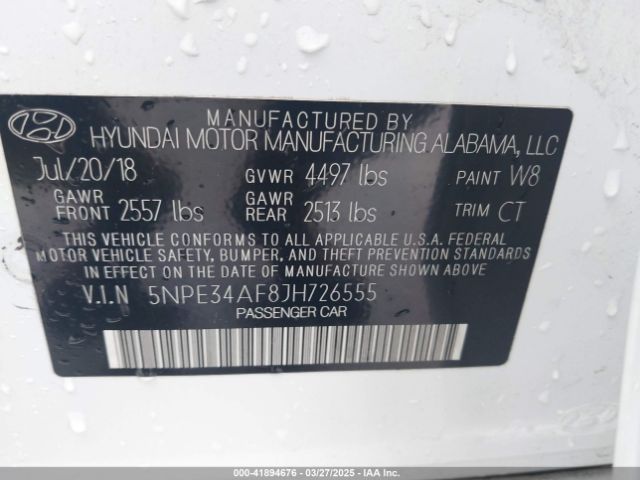 MANUFACTURED BY
HYUNDAI MOTOR MANUFACTURING ALABAMA, LLC
Jul/20/18 GVWR 4497 lbs PAINT W8
GAWR FRONT 2557 lbs GAWR REAR 2513 lbs TRIM CT
THIS VEHICLE CONFORMS TO ALL APPLICABLE U.S.A. FEDERAL
MOTOR VEHICLE SAFETY, BUMPER, AND THEFT PREVENTION STANDARDS
IN EFFECT ON THE DATE OF MANUFACTURE SHOWN ABOVE.
V.I.N 5NPE34AF8JH726555
PASSENGER CAR
000-41894676 | 03/27/2025 | IAA Inc. (IAAI.com)